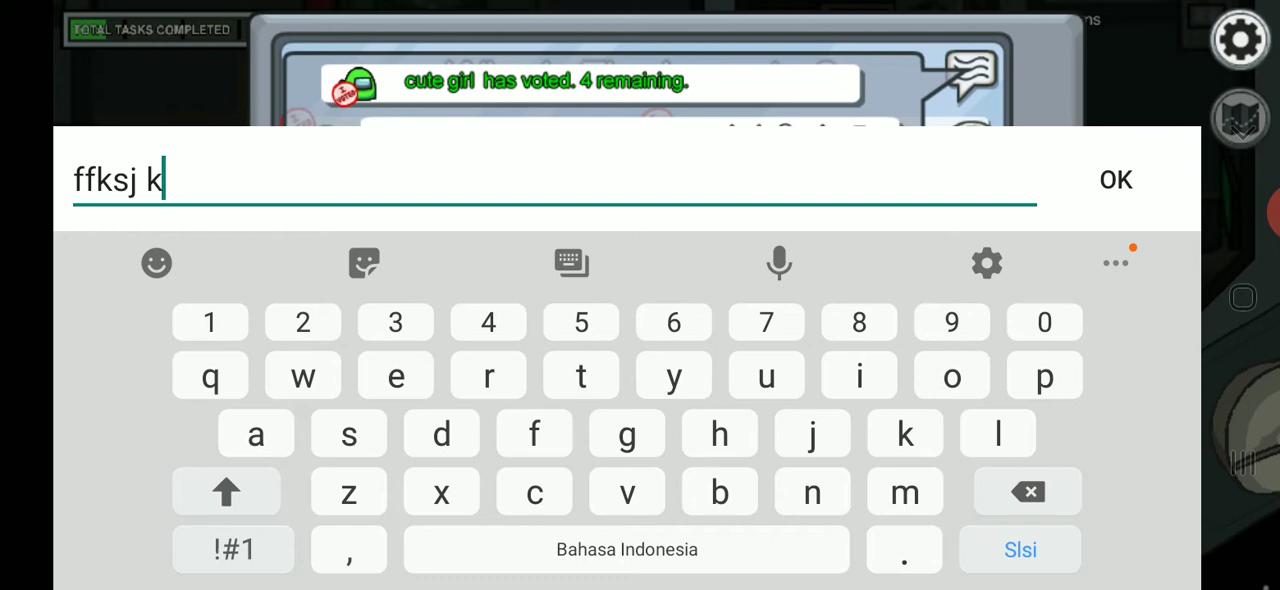 TOTAL TASKS COMPLETED
cute girl has voted. 4 remaining.
ffksj k
OK
1 2 3 4 5 6 7 8 9 0
q w e r t y u i o p
a s d f g h j k l
z x c v b n m
!#1 , Bahasa Indonesia . Slsi